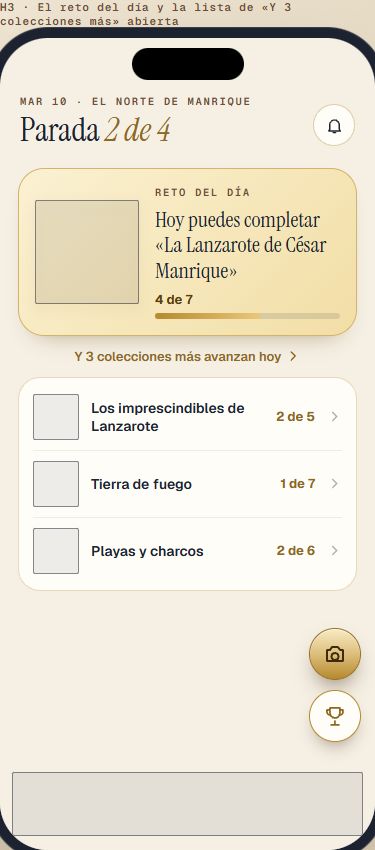 H3 · El reto del día y la lista de «Y 3
colecciones más» abierta
MAR 10 · EL NORTE DE MANRIQUE
Parada 2 de 4
RETO DEL DÍA
Hoy puedes completar
«La Lanzarote de César
Manrique»
4 de 7
Y 3 colecciones más avanzan hoy
Los imprescindibles de
Lanzarote
2 de 5
Tierra de fuego
1 de 7
Playas y charcos
2 de 6